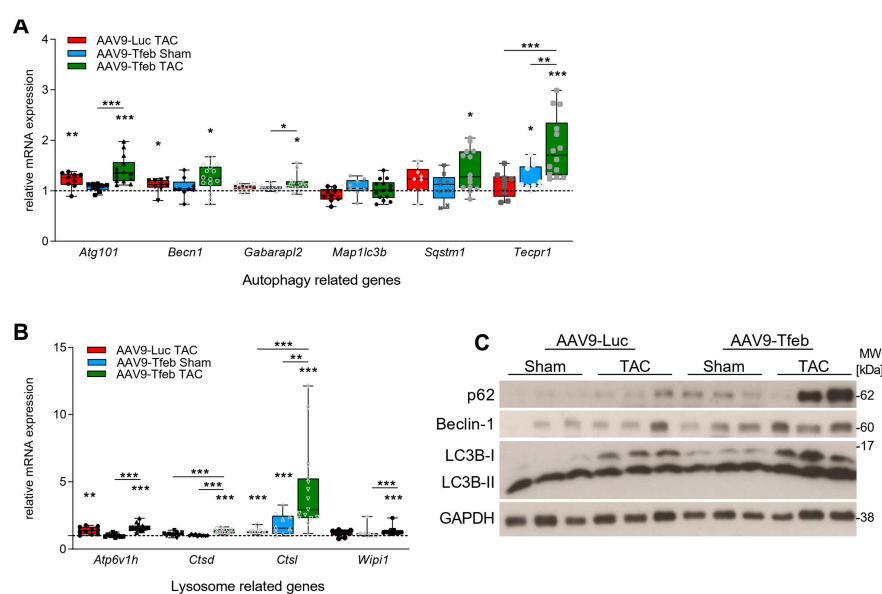 A
AAV9-Luc TAC
AAV9-Tfeb Sham
AAV9-Tfeb TAC
relative mRNA expression
4
3
2
1
0
**
***
***
*
*
*
*
*
*
***
**
***
Atg101 Becn1 Gabarapl2 Map1lc3b Sqstm1 Tecpr1
Autophagy related genes
B
AAV9-Luc TAC
AAV9-Tfeb Sham
AAV9-Tfeb TAC
relative mRNA expression
15
10
5
0
**
***
***
***
***
***
***
***
***
**
***
***
***
Atp6v1h Ctsd Ctsl Wipi1
Lysosome related genes
C
AAV9-Luc AAV9-Tfeb
Sham TAC Sham TAC
MW
[kDa]
p62 -62
Beclin-1 -60
-17
LC3B-I
LC3B-II
GAPDH -38